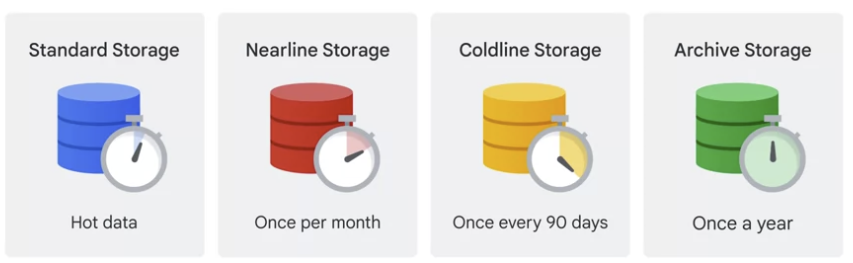 Standard Storage
Hot data
Nearline Storage
Once per month
Coldline Storage
Once every 90 days
Archive Storage
Once a year